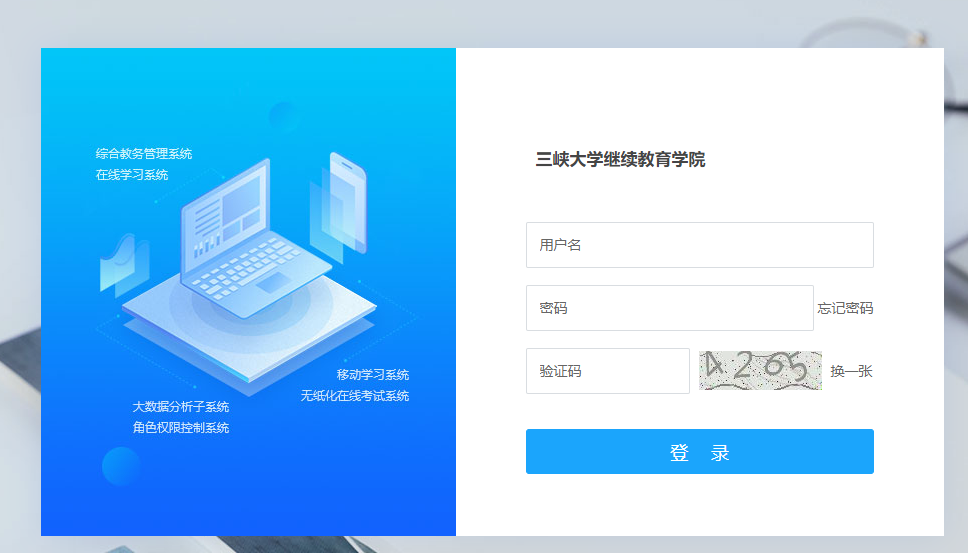 综合教务管理系统
在线学习系统
移动学习系统
无纸化在线考试系统
大数据分析子系统
角色权限控制系统
三峡大学继续教育学院
用户名
密码
忘记密码
验证码
4265
换一张
登 录